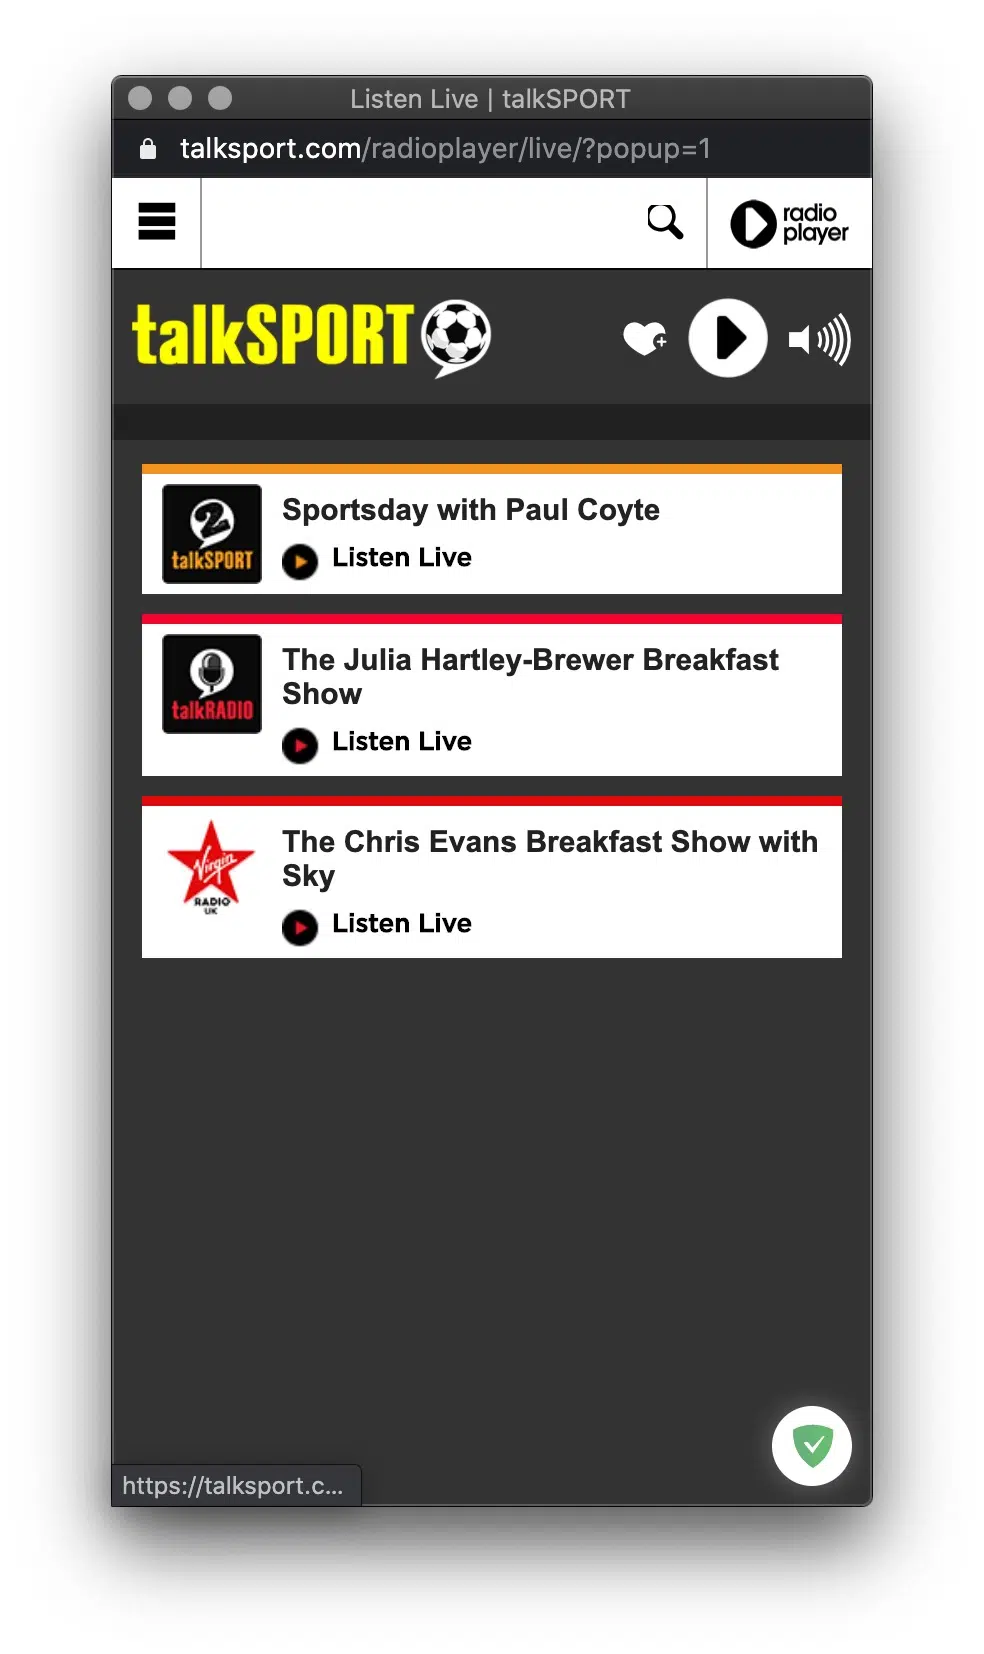 Listen Live | talkSPORT
talksport.com/radioplayer/live/?popup=1
radio
player
talkSPORT
Sportsday with Paul Coyte
2
talkSPORT
Listen Live
The Julia Hartley-Brewer Breakfast
Show
talkRADIO
Listen Live
The Chris Evans Breakfast Show with
Sky
Virgin
RADIO
UK
Listen Live
https://talksport.c...